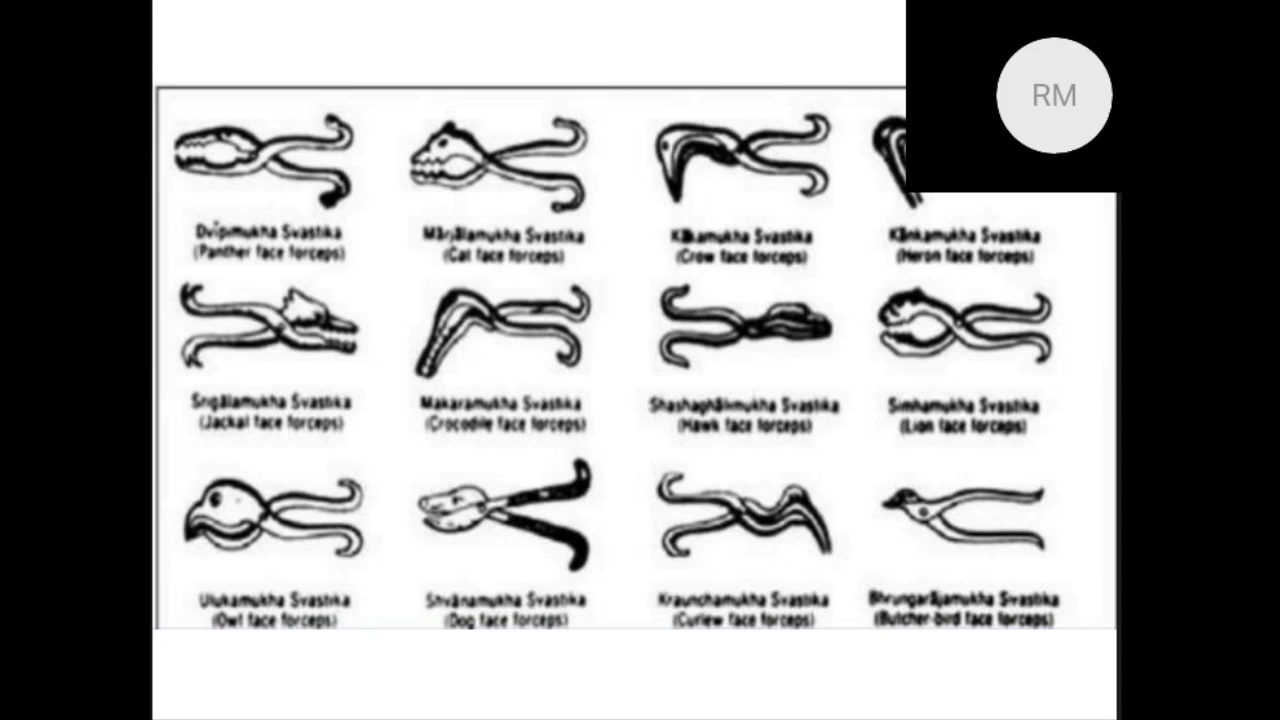 RM
Dvīpimukha Svastika
(Panther face forceps)
Mārjālamukha Svastika
(Cat face forceps)
Kākamukha Svastika
(Crow face forceps)
Kānkamukha Svastika
(Heron face forceps)
Srigālamukha Svastika
(Jackal face forceps)
Makaramukha Svastika
(Crocodile face forceps)
Svastika
(Hawk face forceps)
Simhamukha Svastika
(Lion face forceps)
Ulukamukha Svastika
(Owl face forceps)
Shvānamukha Svastika
(Dog face forceps)
Kraunchamukha Svastika
(Curlew face forceps)
Bhrungarājamukha Svastika
(Butcher-bird face forceps)